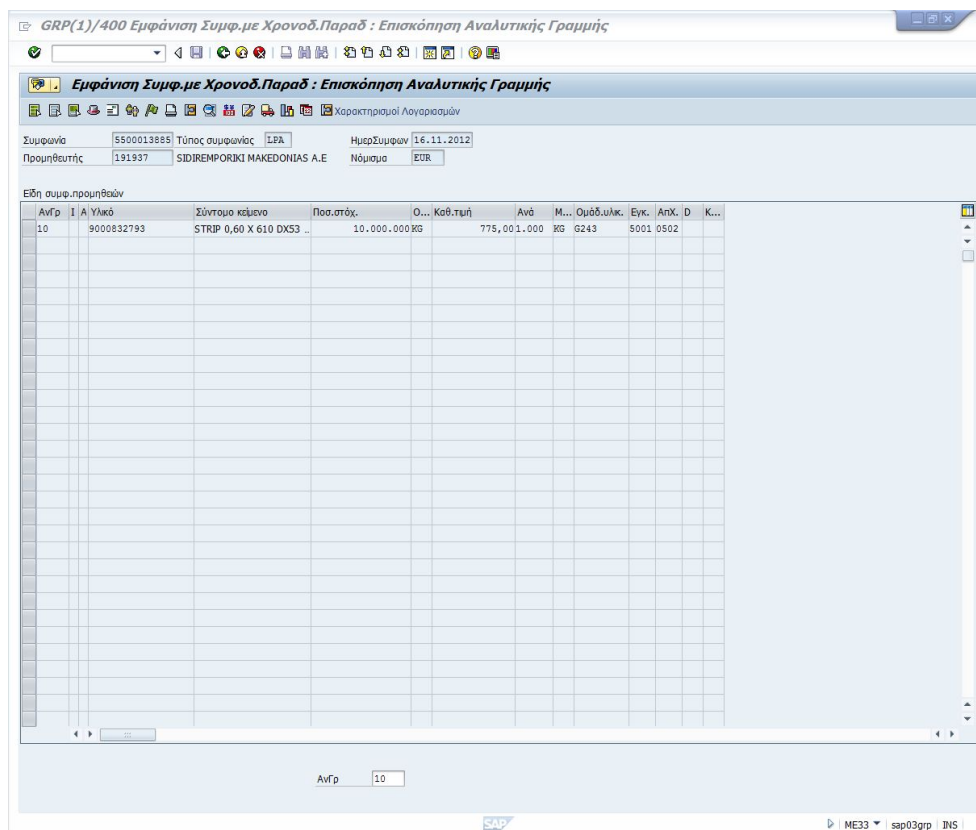 GRP(1)/400 Εμφάνιση Συμφ.με Χρονοδ.Παραδ : Επισκόπηση Αναλυτικής Γραμμής
Εμφάνιση Συμφ.με Χρονοδ.Παραδ : Επισκόπηση Αναλυτικής Γραμμής
Χαρακτηρισμοί Λογαριασμών
Συμφωνία 5500013885 Τύπος συμφωνίας LPA ΗμερΣυμφων 16.11.2012
Προμηθευτής 191937 SIDIREMPORIKI MAKEDONIAS A.E Νόμισμα EUR
Είδη συμφ.προμηθειών
ΑνΓρ Ι Α Υλικό Σύντομο κείμενο Ποσ.στόχ. Ο... Καθ.τιμή Ανά Μ... Ομάδ.υλικ. Εγκ. ΑπΧ. D Κ...
10 9000832793 STRIP 0,60 X 610 DX53 .. 10.000.000 KG 775,00 1.000 KG G243 5001 0502
ΑνΓρ 10
SAP ME33 sap03grp INS